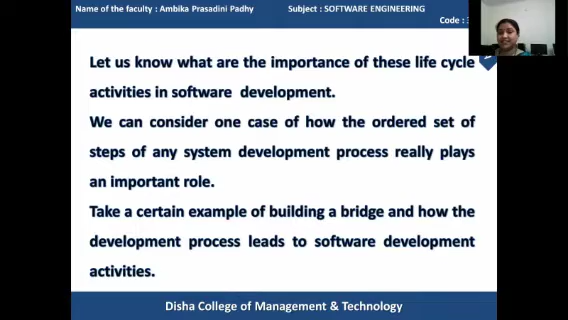 Name of the faculty : Ambika Prasadini Padhy Subject : SOFTWARE ENGINEERING
Code : 3
Let us know what are the importance of these life cycle
activities in software development.
We can consider one case of how the ordered set of
steps of any system development process really plays
an important role.
Take a certain example of building a bridge and how the
development process leads to software development
activities.
Disha College of Management & Technology